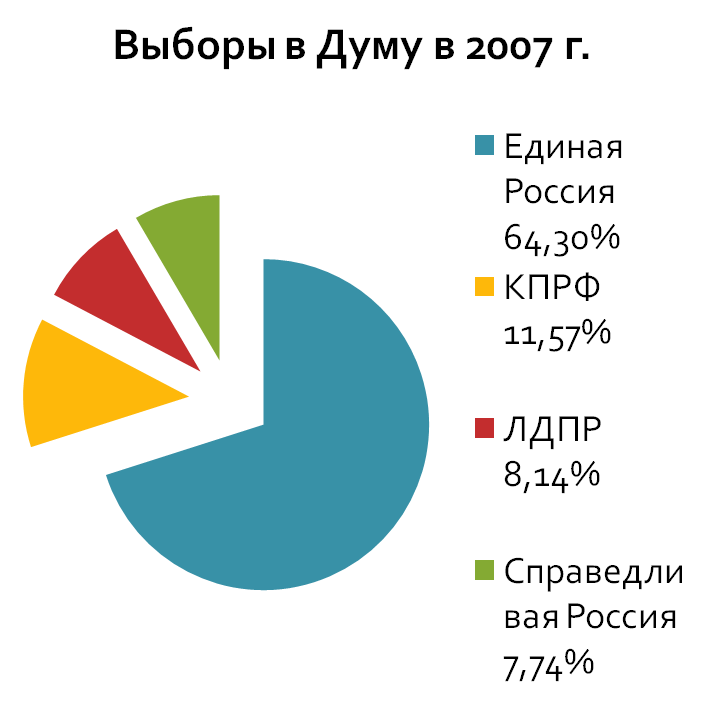 Выборы в Думу в 2007 г.
Единая
Россия
64,30%
КПРФ
11,57%
ЛДПР
8,14%
Справедли
вая Россия
7,74%